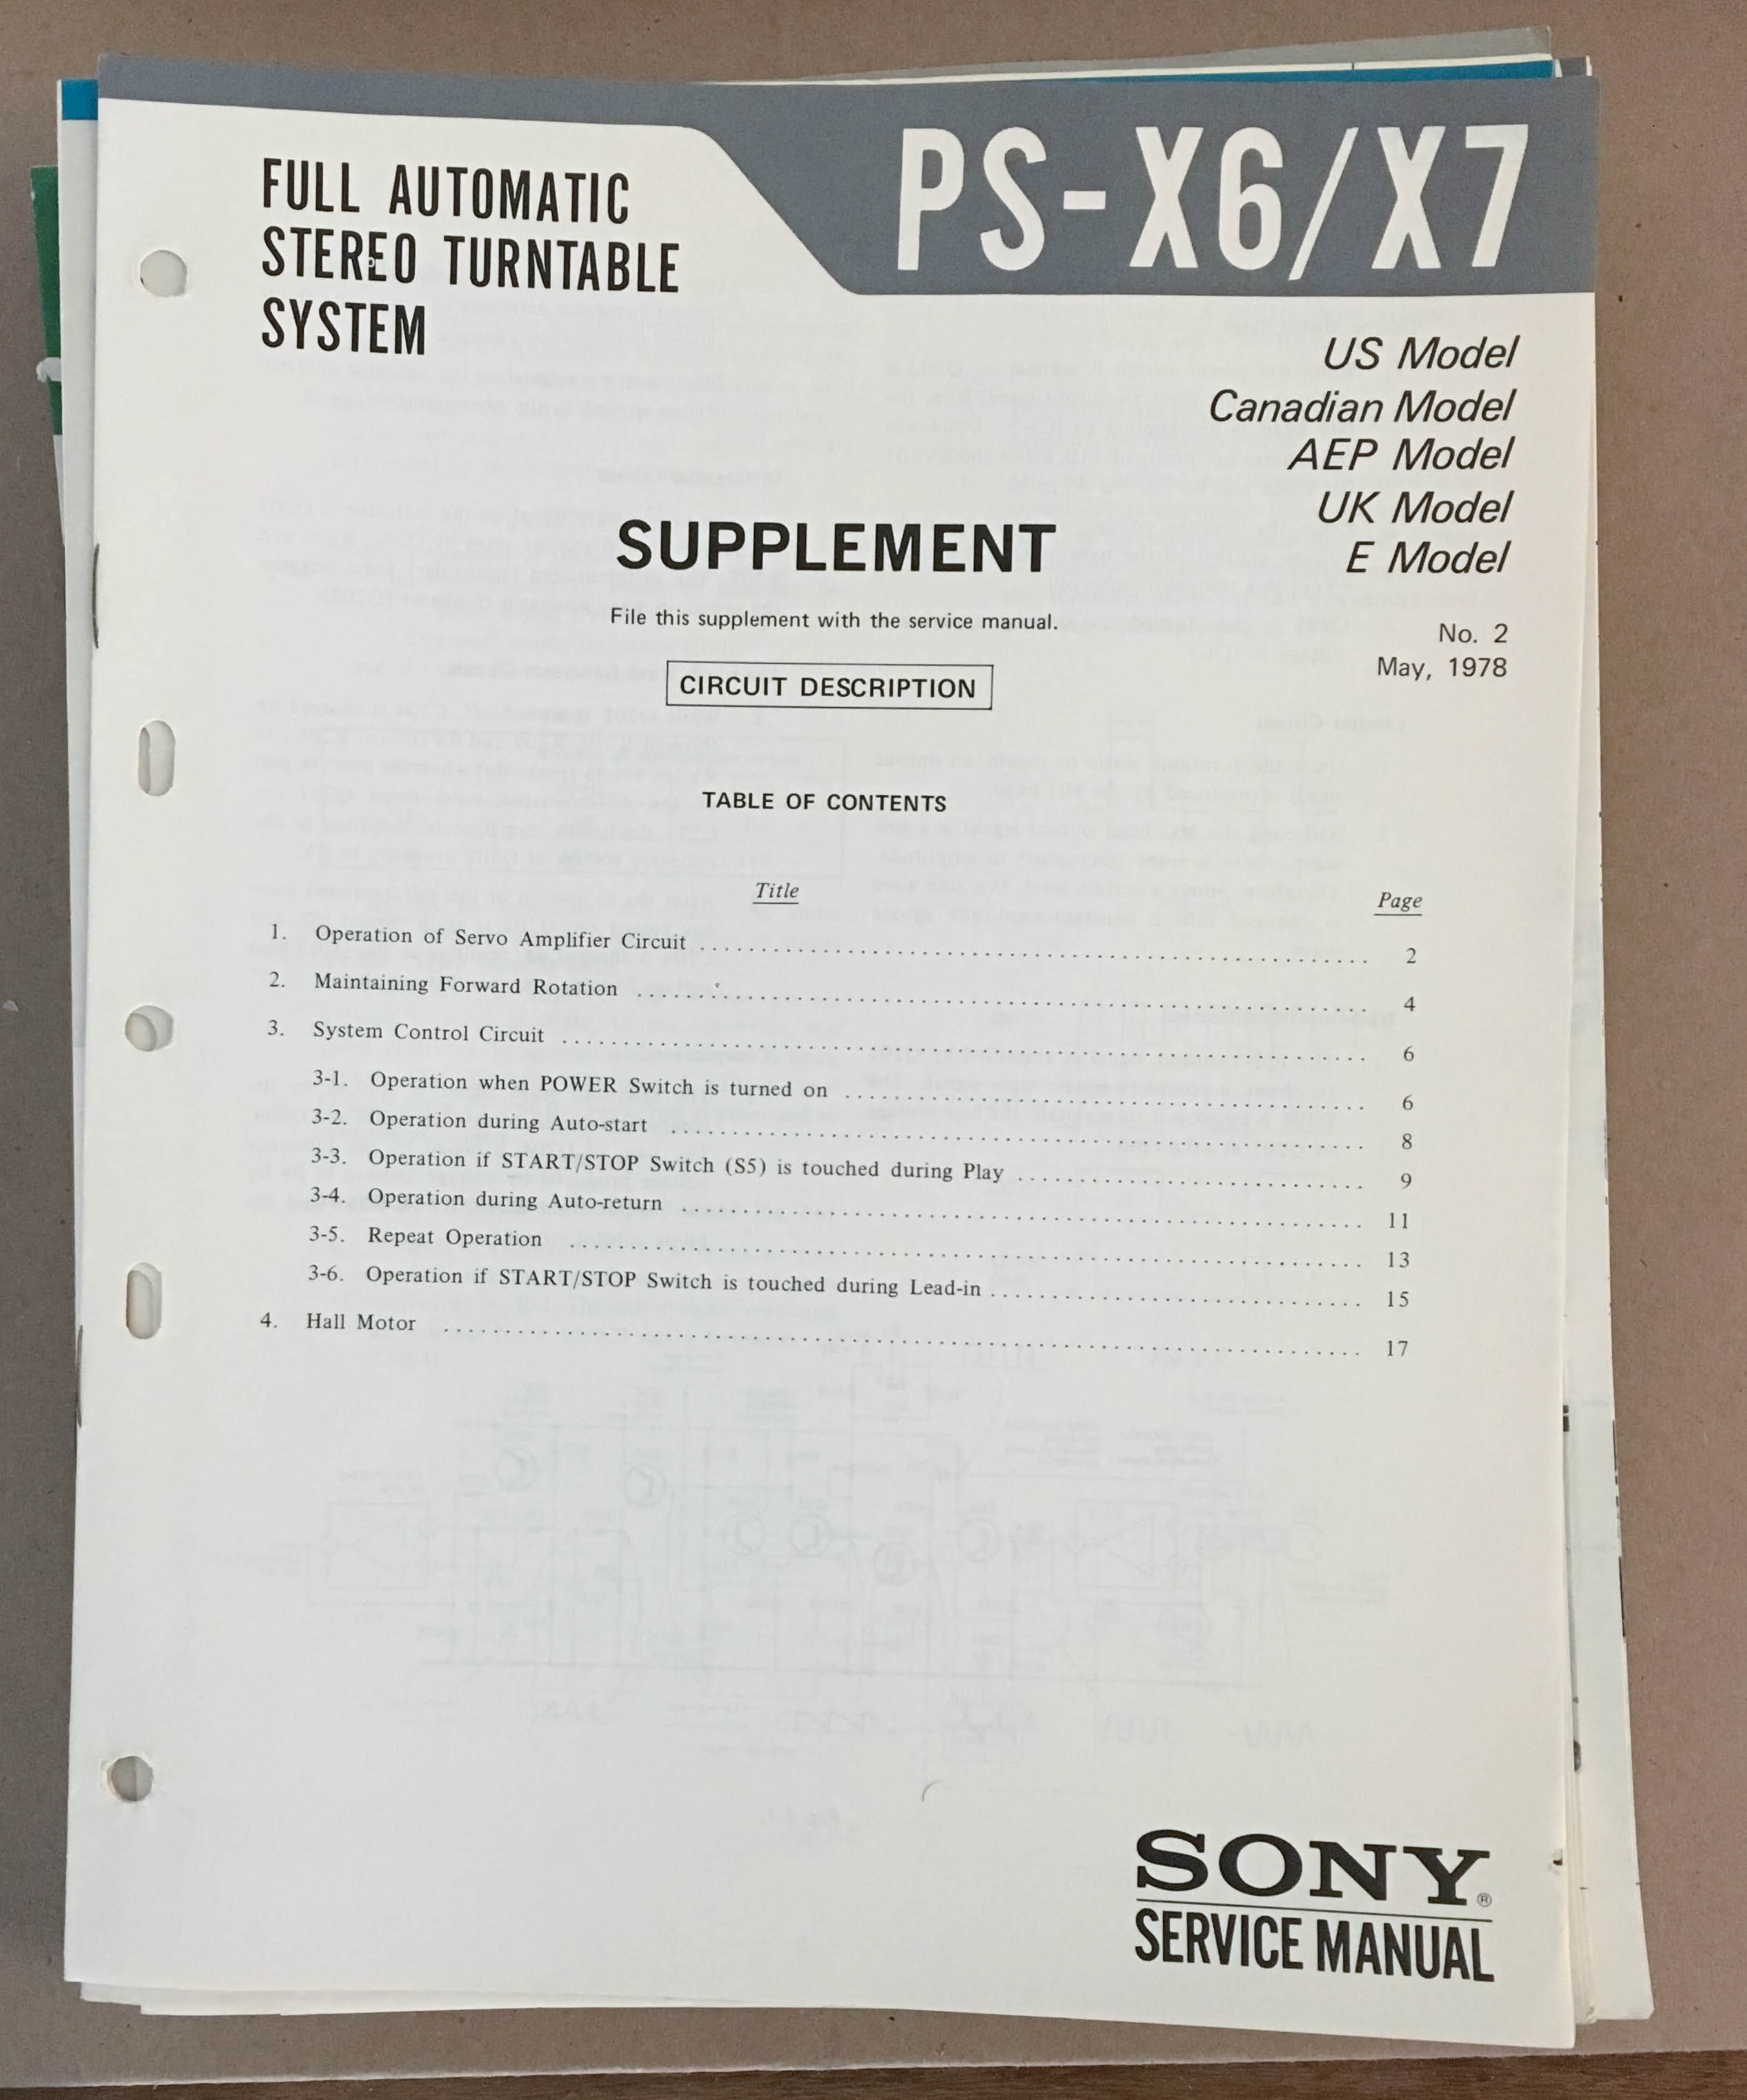 PS-X6/X7
FULL AUTOMATIC
STEREO TURNTABLE
SYSTEM
US Model
Canadian Model
AEP Model
UK Model
E Model
No. 2
May, 1978
SUPPLEMENT
File this supplement with the service manual.
CIRCUIT DESCRIPTION
TABLE OF CONTENTS
Title Page
1. Operation of Servo Amplifier Circuit 2
2. Maintaining Forward Rotation 4
3. System Control Circuit 6
3-1. Operation when POWER Switch is turned on 6
3-2. Operation during Auto-start 8
3-3. Operation if START/STOP Switch (S5) is touched during Play 9
3-4. Operation during Auto-return 11
3-5. Repeat Operation 13
3-6. Operation if START/STOP Switch is touched during Lead-in 15
4. Hall Motor 17
SONY®
SERVICE MANUAL